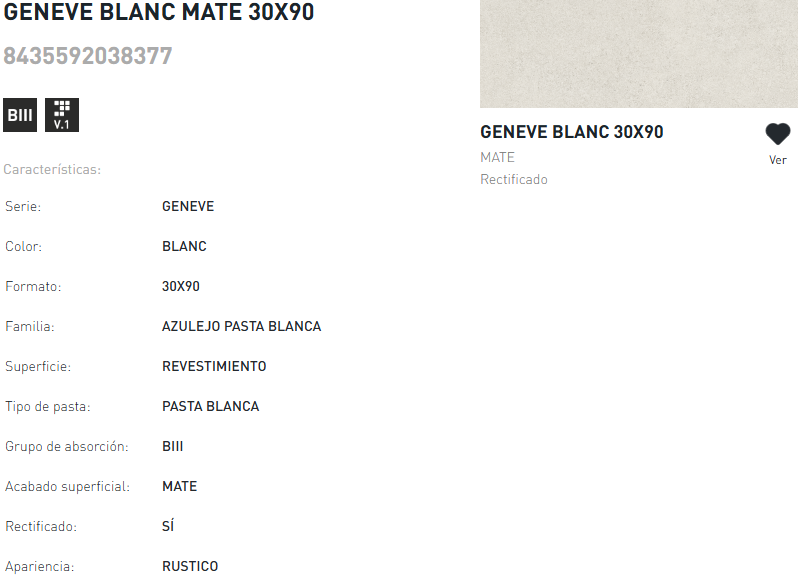 GENEVE BLANC MATE 30X90
8435592038377
BIII
V.1
Características:
Serie: GENEVE
Color: BLANC
Formato: 30X90
Familia: AZULEJO PASTA BLANCA
Superficie: REVESTIMIENTO
Tipo de pasta: PASTA BLANCA
Grupo de absorción: BIII
Acabado superficial: MATE
Rectificado: SÍ
Apariencia: RUSTICO
GENEVE BLANC 30X90
MATE
Rectificado
Ver